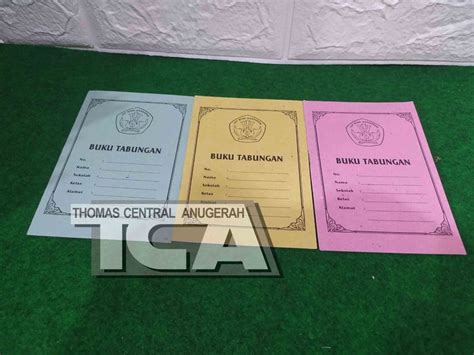 BUKU TABUNGAN
No. :
Nama :
Sekolah :
Kelas :
Alamat :
BUKU TABUNGAN
No. :
Nama :
Sekolah :
Kelas :
Alamat :
BUKU TABUNGAN
No. :
Nama :
Sekolah :
Kelas :
Alamat :
THOMAS CENTRAL ANUGERAH
TCA